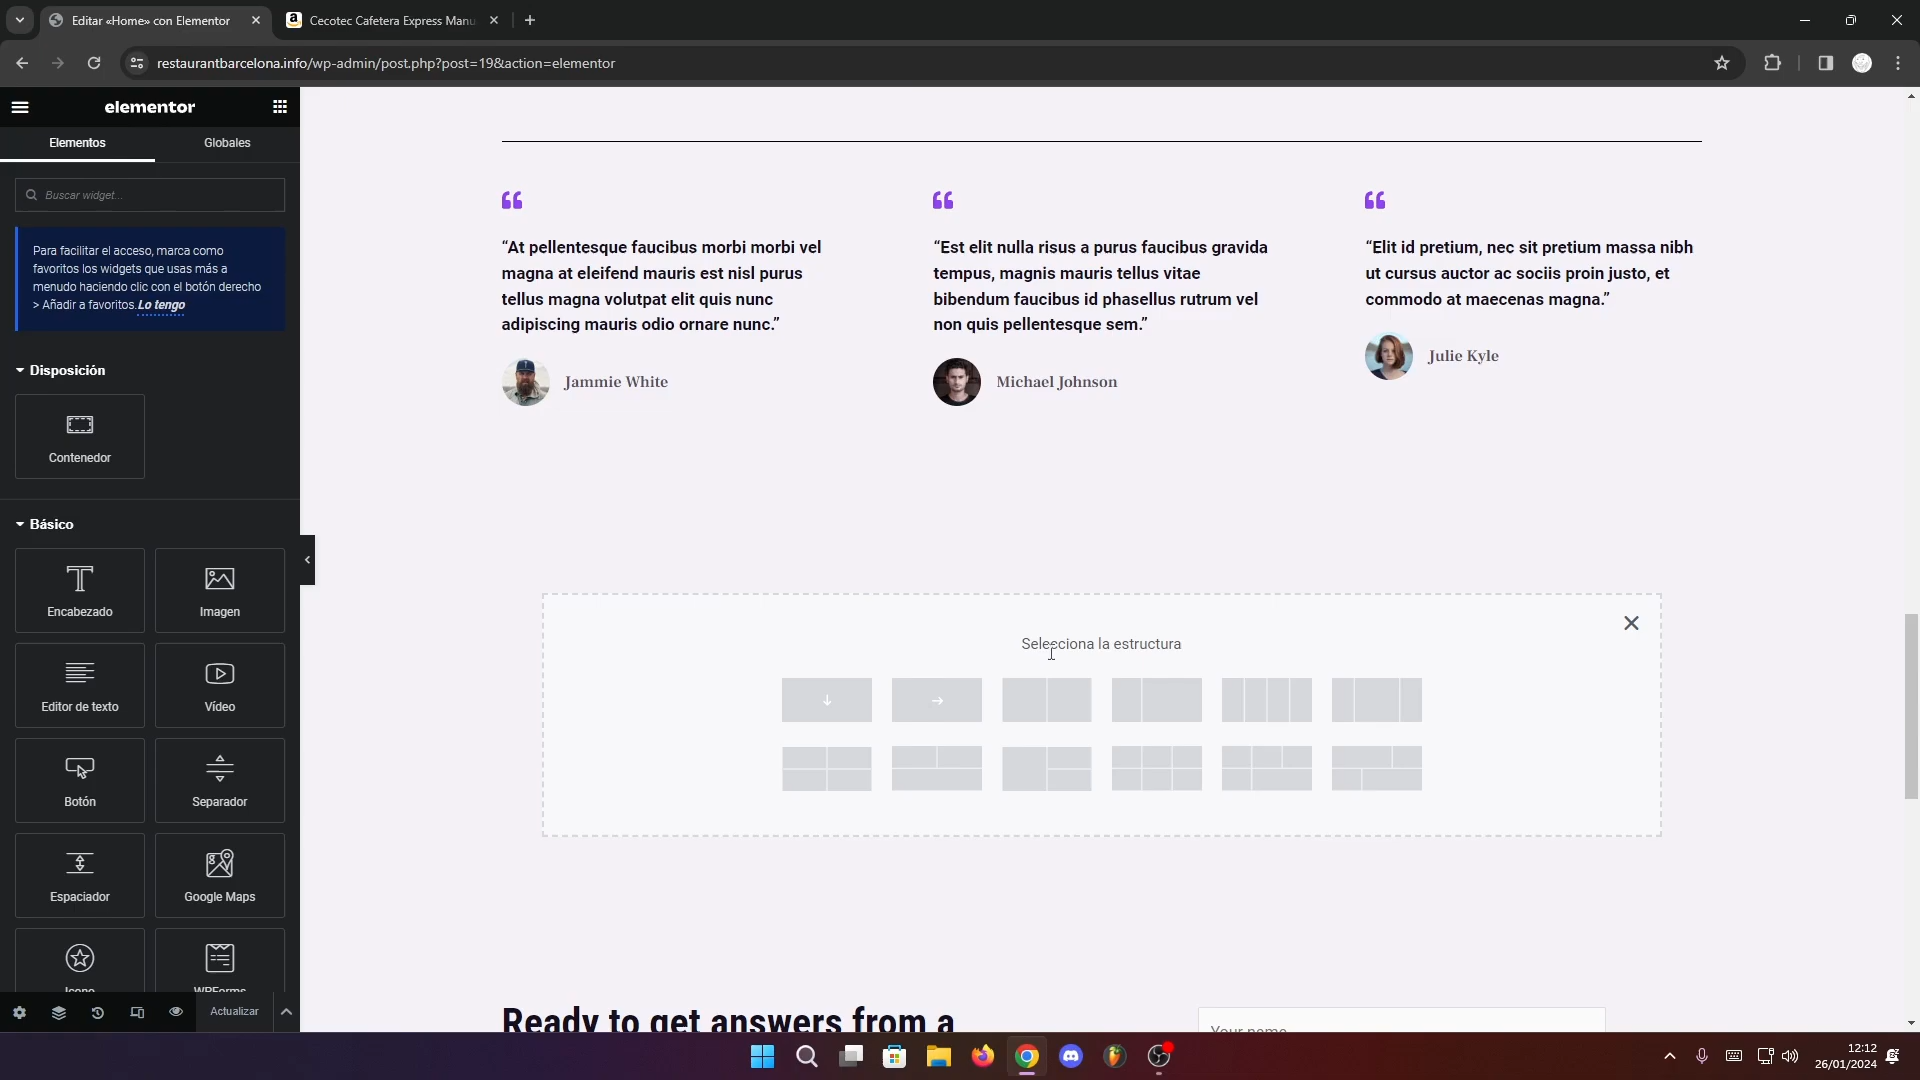 Editar «Home» con Elementor
Cecotec Cafetera Express Manu
restaurantbarcelona.info/wp-admin/post.php?post=19&action=elementor
elementor
Elementos
Globales
Buscar widget...
Para facilitar el acceso, marca como
favoritos los widgets que usas más a
menudo haciendo clic con el botón derecho
> Añadir a favoritos.Lo tengo
Disposición
Contenedor
Básico
Encabezado
Imagen
Editor de texto
Vídeo
Botón
Separador
Espaciador
Google Maps
Icono
WPForms
Actualizar
“At pellentesque faucibus morbi morbi vel
magna at eleifend mauris est nisl purus
tellus magna volutpat elit quis nunc
adipiscing mauris odio ornare nunc.”
Jammie White
“Est elit nulla risus a purus faucibus gravida
tempus, magnis mauris tellus vitae
bibendum faucibus id phasellus rutrum vel
non quis pellentesque sem.”
Michael Johnson
“Elit id pretium, nec sit pretium massa nibh
ut cursus auctor ac sociis proin justo, et
commodo at maecenas magna.”
Julie Kyle
Selecciona la estructura
Ready to get answers from a
Your name
12:12
26/01/2024